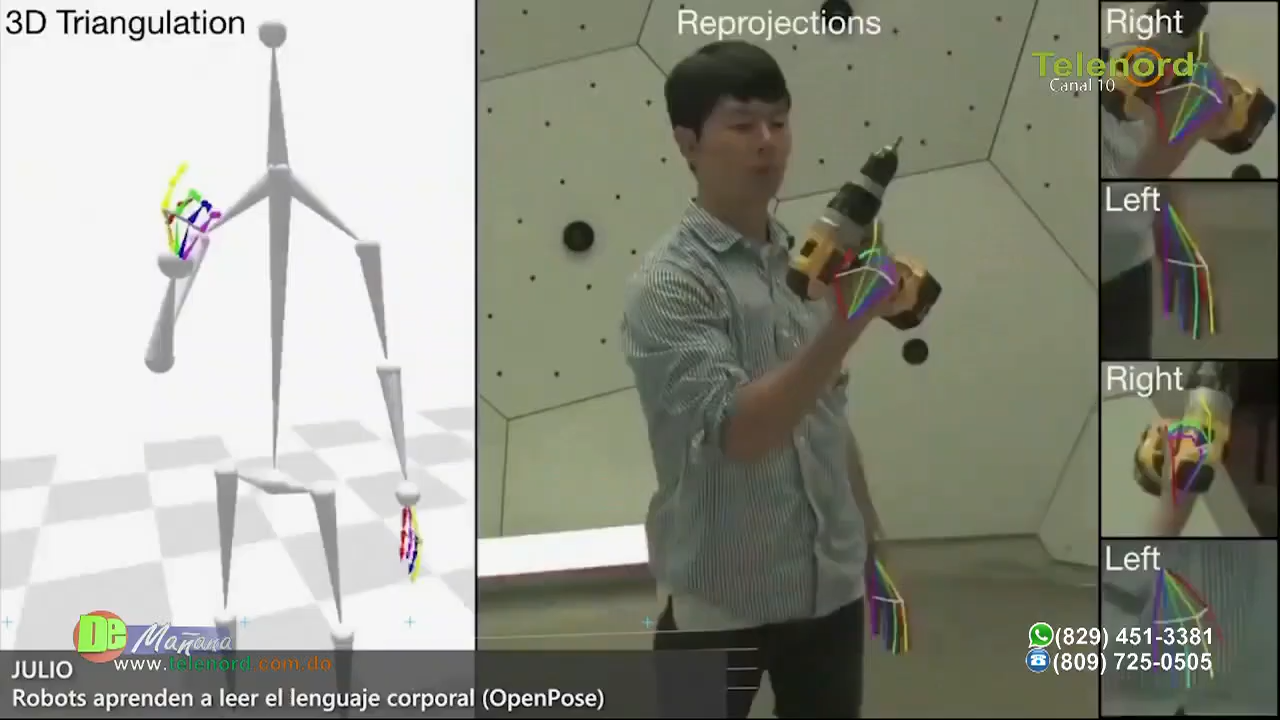 3D Triangulation
Reprojections
Right
Telenord
Canal 10
Left
Right
Left
De Mañana
www.telenord.com.do
(829) 451-3381
(809) 725-0505
JULIO
Robots aprenden a leer el lenguaje corporal (OpenPose)